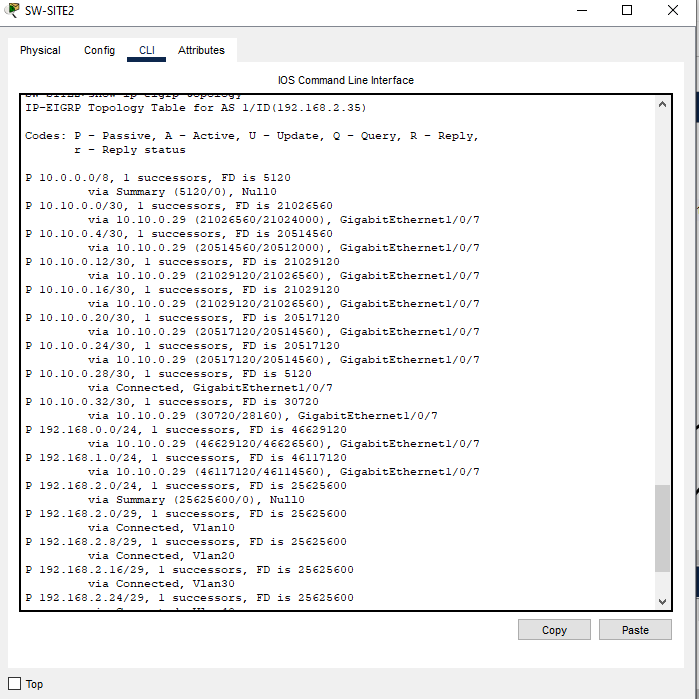 SW-SITE2
Physical Config CLI Attributes
IOS Command Line Interface
SW-SITE2#show ip eigrp topology
IP-EIGRP Topology Table for AS 1/ID(192.168.2.35)
Codes: P - Passive, A - Active, U - Update, Q - Query, R - Reply,
r - Reply status
P 10.0.0.0/8, 1 successors, FD is 5120
via Summary (5120/0), Null0
P 10.10.0.0/30, 1 successors, FD is 21026560
via 10.10.0.29 (21026560/21024000), GigabitEthernet1/0/7
P 10.10.0.4/30, 1 successors, FD is 20514560
via 10.10.0.29 (20514560/20512000), GigabitEthernet1/0/7
P 10.10.0.12/30, 1 successors, FD is 21029120
via 10.10.0.29 (21029120/21026560), GigabitEthernet1/0/7
P 10.10.0.16/30, 1 successors, FD is 21029120
via 10.10.0.29 (21029120/21026560), GigabitEthernet1/0/7
P 10.10.0.20/30, 1 successors, FD is 20517120
via 10.10.0.29 (20517120/20514560), GigabitEthernet1/0/7
P 10.10.0.24/30, 1 successors, FD is 20517120
via 10.10.0.29 (20517120/20514560), GigabitEthernet1/0/7
P 10.10.0.28/30, 1 successors, FD is 5120
via Connected, GigabitEthernet1/0/7
P 10.10.0.32/30, 1 successors, FD is 30720
via 10.10.0.29 (30720/28160), GigabitEthernet1/0/7
P 192.168.0.0/24, 1 successors, FD is 46629120
via 10.10.0.29 (46629120/46626560), GigabitEthernet1/0/7
P 192.168.1.0/24, 1 successors, FD is 46117120
via 10.10.0.29 (46117120/46114560), GigabitEthernet1/0/7
P 192.168.2.0/24, 1 successors, FD is 25625600
via Summary (25625600/0), Null0
P 192.168.2.0/29, 1 successors, FD is 25625600
via Connected, Vlan10
P 192.168.2.8/29, 1 successors, FD is 25625600
via Connected, Vlan20
P 192.168.2.16/29, 1 successors, FD is 25625600
via Connected, Vlan30
P 192.168.2.24/29, 1 successors, FD is 25625600
Copy Paste
Top